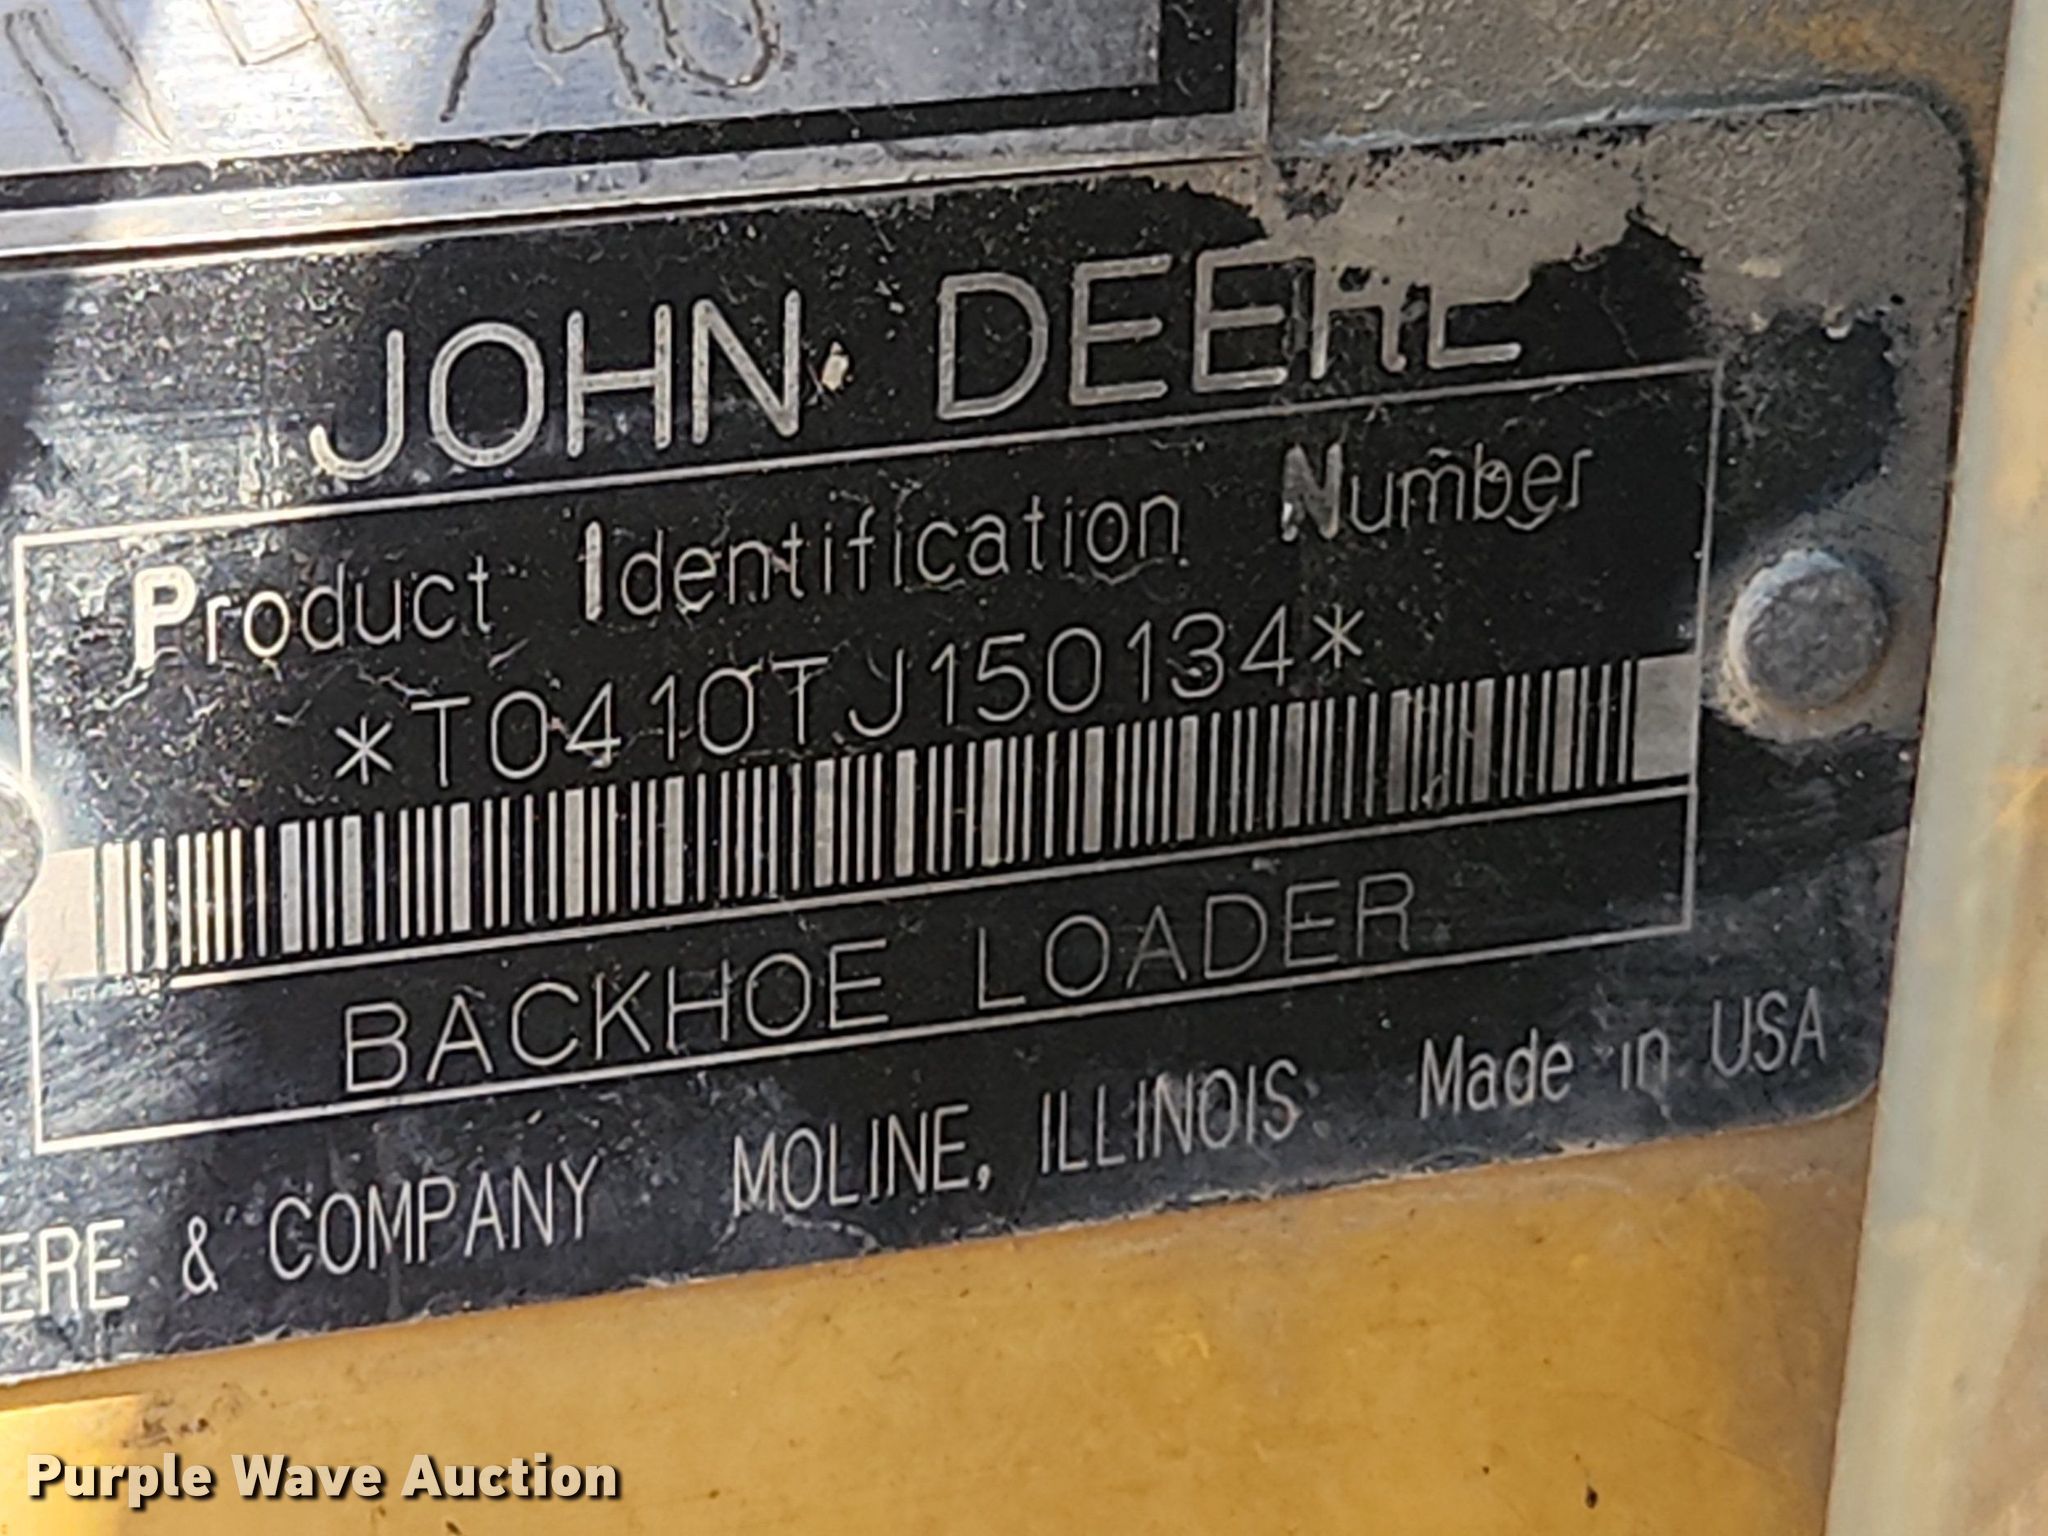 JOHN DEERE
Product Identification Number
*T0410TJ150134*
BACKHOE LOADER
ERE & COMPANY MOLINE, ILLINOIS Made in USA
Purple Wave Auction